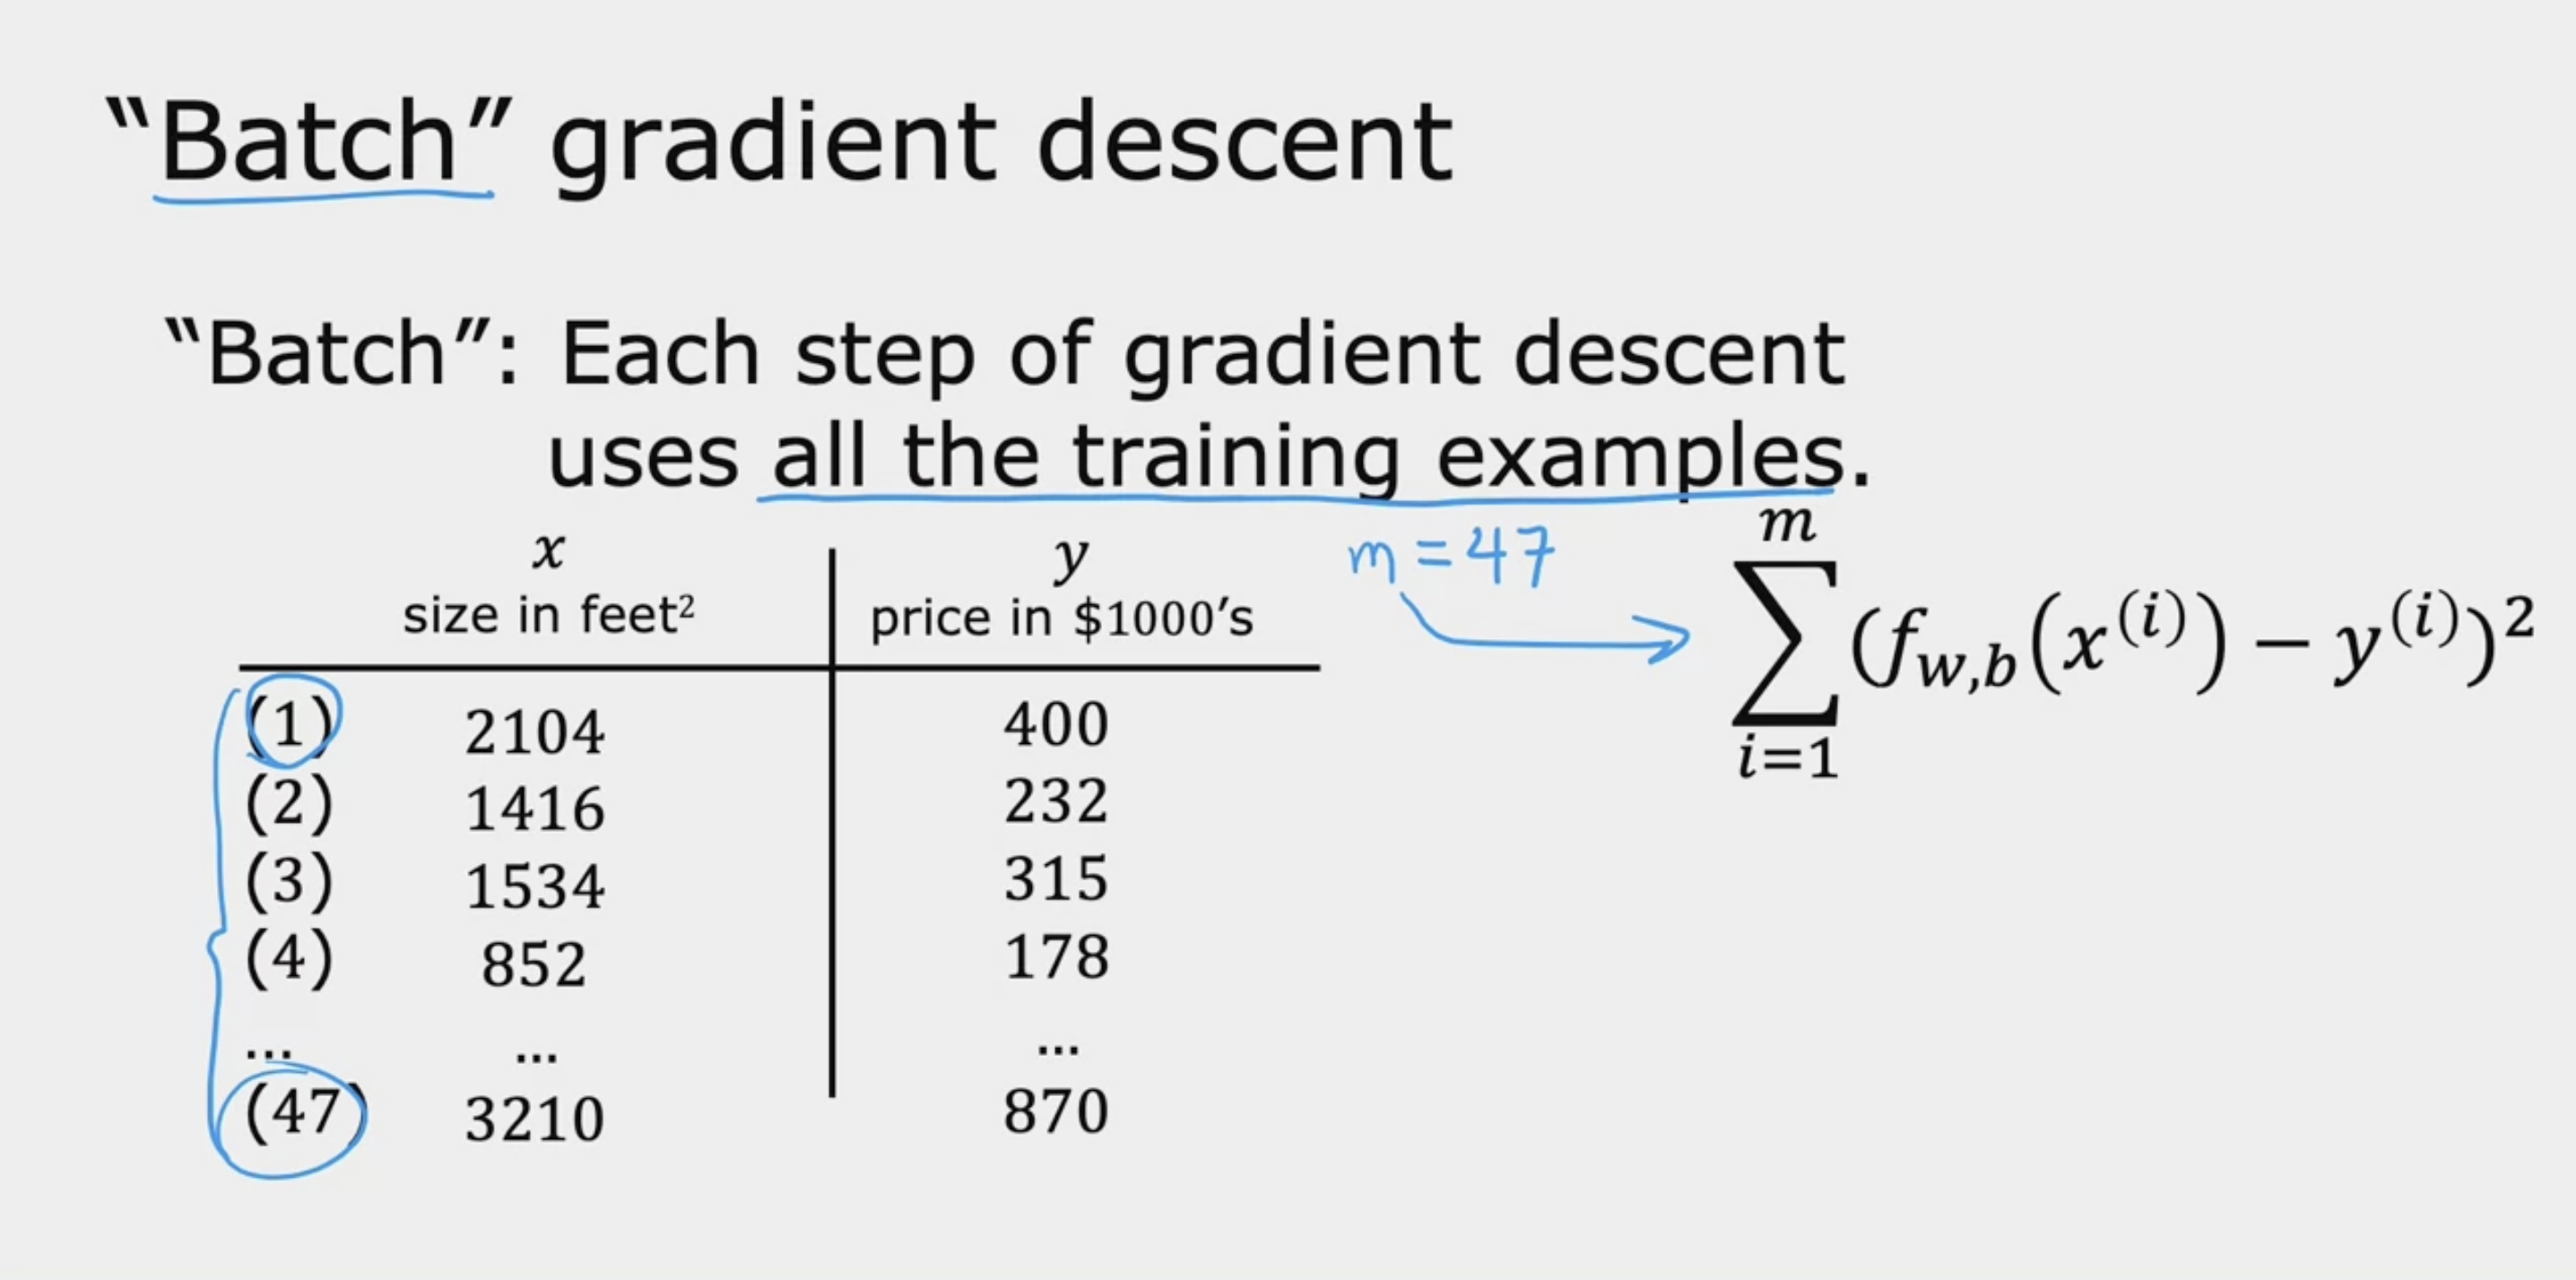 “Batch” gradient descent
“Batch”: Each step of gradient descent
uses all the training examples.
x y
size in feet² price in $1000’s
m = 47
m
∑ (f_{w,b}(x^{(i)}) − y^{(i)})²
i=1
(1) 2104 400
(2) 1416 232
(3) 1534 315
(4) 852 178
... ... ...
(47) 3210 870